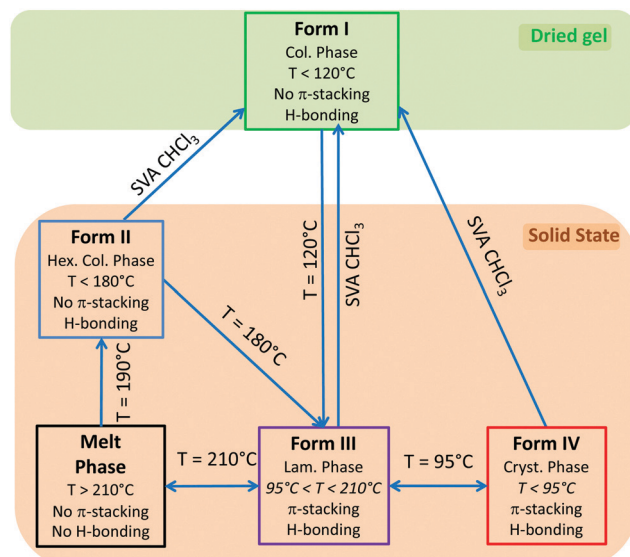 Form I
Col. Phase
T < 120°C
No π-stacking
H-bonding
Dried gel
SVA CHCl₃
T = 120°C
SVA CHCl₃
SVA CHCl₃
Solid State
Form II
Hex. Col. Phase
T < 180°C
No π-stacking
H-bonding
T = 180°C
T = 190°C
Melt
Phase
T > 210°C
No π-stacking
No H-bonding
T = 210°C
Form III
Lam. Phase
95°C < T < 210°C
π-stacking
H-bonding
T = 95°C
Form IV
Cryst. Phase
T < 95°C
π-stacking
H-bonding